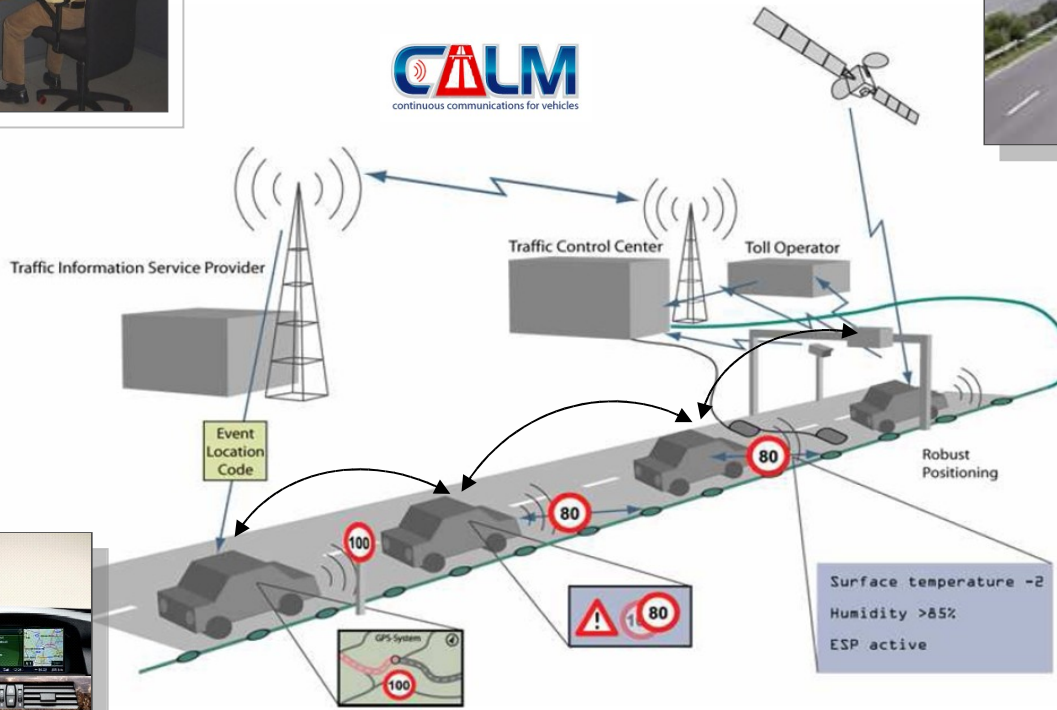 CALM
continuous communications for vehicles
Traffic Information Service Provider
Traffic Control Center
Toll Operator
Event
Location
Code
Robust
Positioning
80
80
100
80
GPS-System
100
Surface temperature -2
Humidity >85%
ESP active